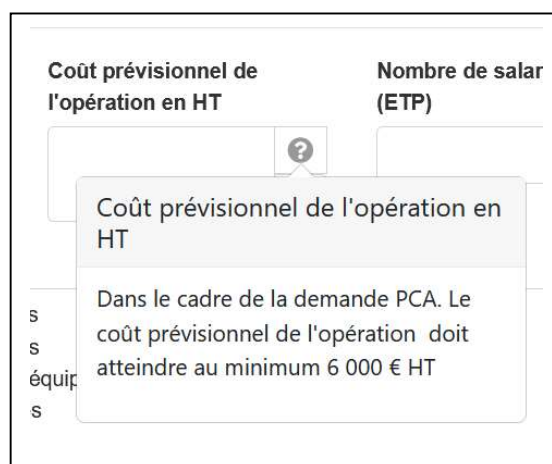 Coût prévisionnel de
l'opération en HT
Nombre de salar
(ETP)
Coût prévisionnel de l'opération en
HT
Dans le cadre de la demande PCA. Le
coût prévisionnel de l'opération doit
atteindre au minimum 6 000 € HT
s
s
équip
s